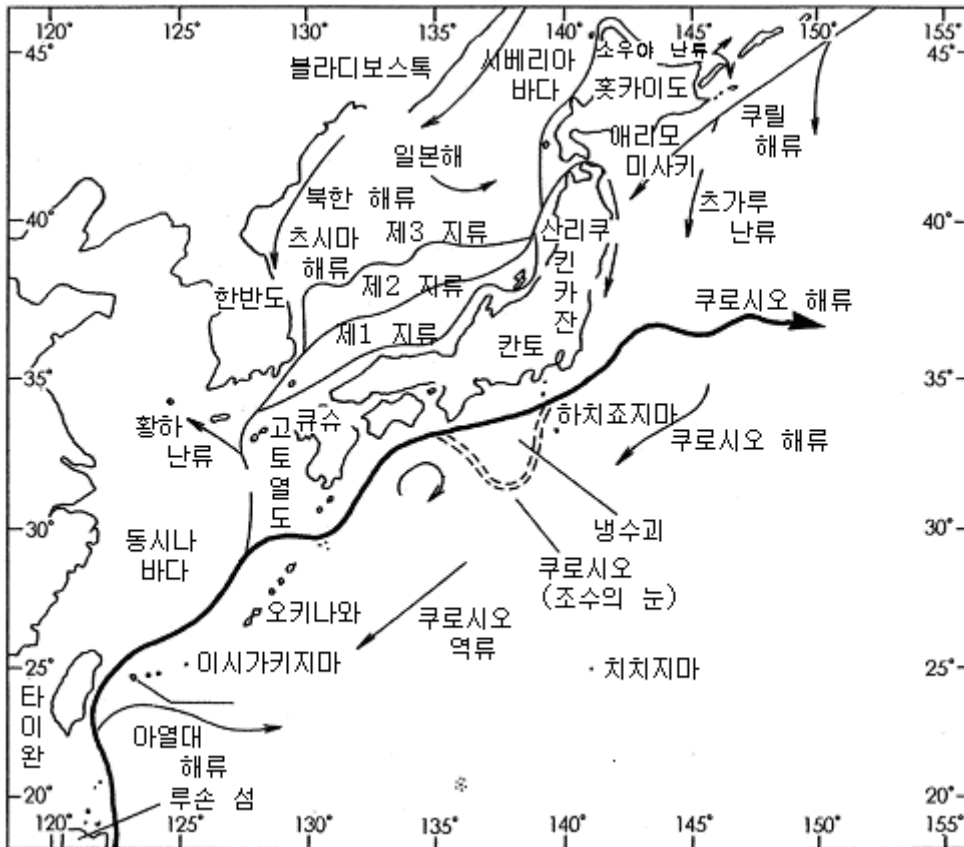 120° 125° 130° 135° 140° 145° 150° 155°
45° 45°
블라디보스톡
시베리아
바다
소우야 난류
홋카이도
쿠릴
해류
애리모
미사키
일본해
북한 해류
40° 40°
츠가루
난류
츠시마
해류
제3 지류
산리쿠
킨카잔
제2 지류
한반도
쿠로시오 해류
제1 지류
칸토
35° 35°
황하
난류
고토열도
큐슈
하치죠지마
쿠로시오 해류
냉수괴
30° 30°
동시나
바다
쿠로시오
(조수의 눈)
오키나와
쿠로시오
역류
25° 25°
이시가키지마
치치지마
타이완
아열대
해류
루손 섬
20° 20°
120° 125° 130° 135° 140° 145° 150° 155°